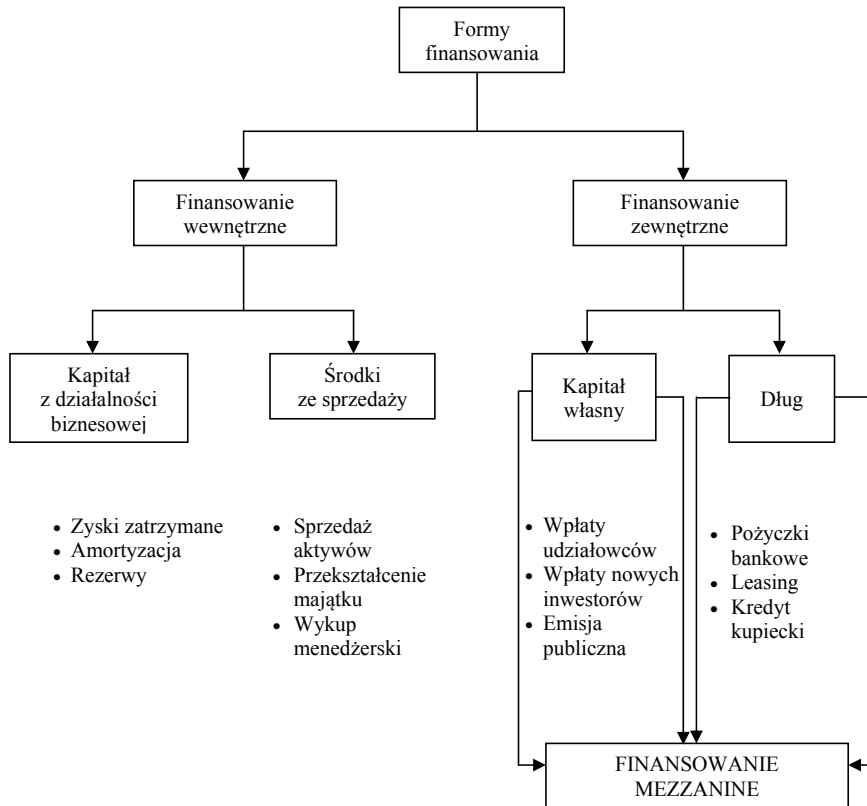 Formy
finansowania
Finansowanie
wewnętrzne
Finansowanie
zewnętrzne
Kapitał
z działalności
biznesowej
Środki
ze sprzedaży
Kapitał
własny
Dług
• Zyski zatrzymane
• Amortyzacja
• Rezerwy
• Sprzedaż
aktywów
• Przekształcenie
majątku
• Wykup
menedżerski
• Wpłaty
udziałowców
• Wpłaty nowych
inwestorów
• Emisja
publiczna
• Pożyczki
bankowe
• Leasing
• Kredyt
kupiecki
FINANSOWANIE
MEZZANINE